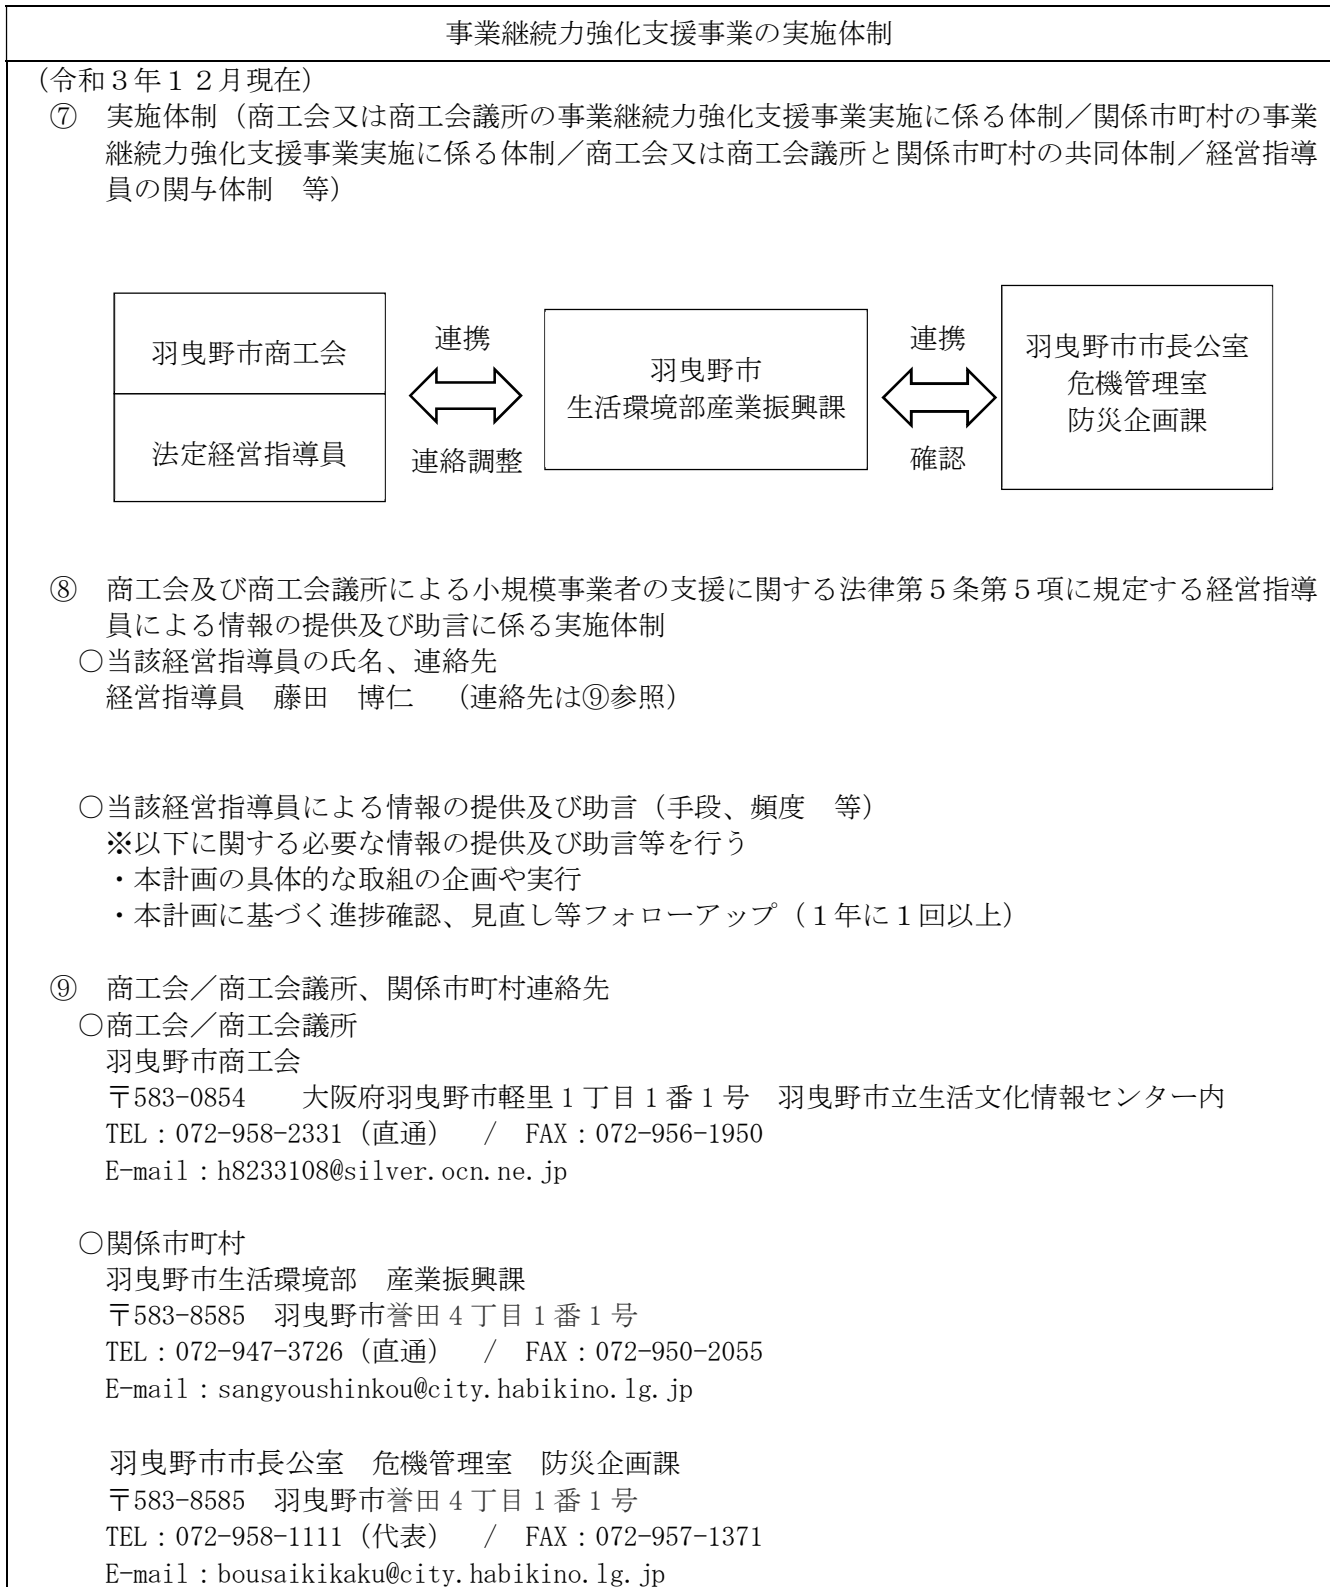 事業継続力強化支援事業の実施体制
(令和3年12月現在)
⑦ 実施体制(商工会又は商工会議所の事業継続力強化支援事業実施に係る体制/関係市町村の事業
継続力強化支援事業実施に係る体制/商工会又は商工会議所と関係市町村の共同体制/経営指導
員の関与体制 等)
羽曳野市商工会
法定経営指導員
連携
連絡調整
羽曳野市
生活環境部産業振興課
連携
確認
羽曳野市市長公室
危機管理室
防災企画課
⑧ 商工会及び商工会議所による小規模事業者の支援に関する法律第5条第5項に規定する経営指導
員による情報の提供及び助言に係る実施体制
○当該経営指導員の氏名、連絡先
経営指導員 藤田 博仁 (連絡先は⑨参照)
○当該経営指導員による情報の提供及び助言(手段、頻度 等)
※以下に関する必要な情報の提供及び助言等を行う
・本計画の具体的な取組の企画や実行
・本計画に基づく進捗確認、見直し等フォローアップ(1年に1回以上)
⑨ 商工会/商工会議所、関係市町村連絡先
○商工会/商工会議所
羽曳野市商工会
〒583-0854 大阪府羽曳野市軽里1丁目1番1号 羽曳野市立生活文化情報センター内
TEL:072-958-2331(直通) / FAX:072-956-1950
E-mail:h8233108@silver.ocn.ne.jp
○関係市町村
羽曳野市生活環境部 産業振興課
〒583-8585 羽曳野市誉田4丁目1番1号
TEL:072-947-3726(直通) / FAX:072-950-2055
E-mail:sangyoushinkou@city.habikino.lg.jp
羽曳野市市長公室 危機管理室 防災企画課
〒583-8585 羽曳野市誉田4丁目1番1号
TEL:072-958-1111(代表) / FAX:072-957-1371
E-mail:bousaikikaku@city.habikino.lg.jp